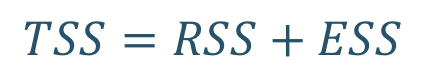 TSS = RSS + ESS